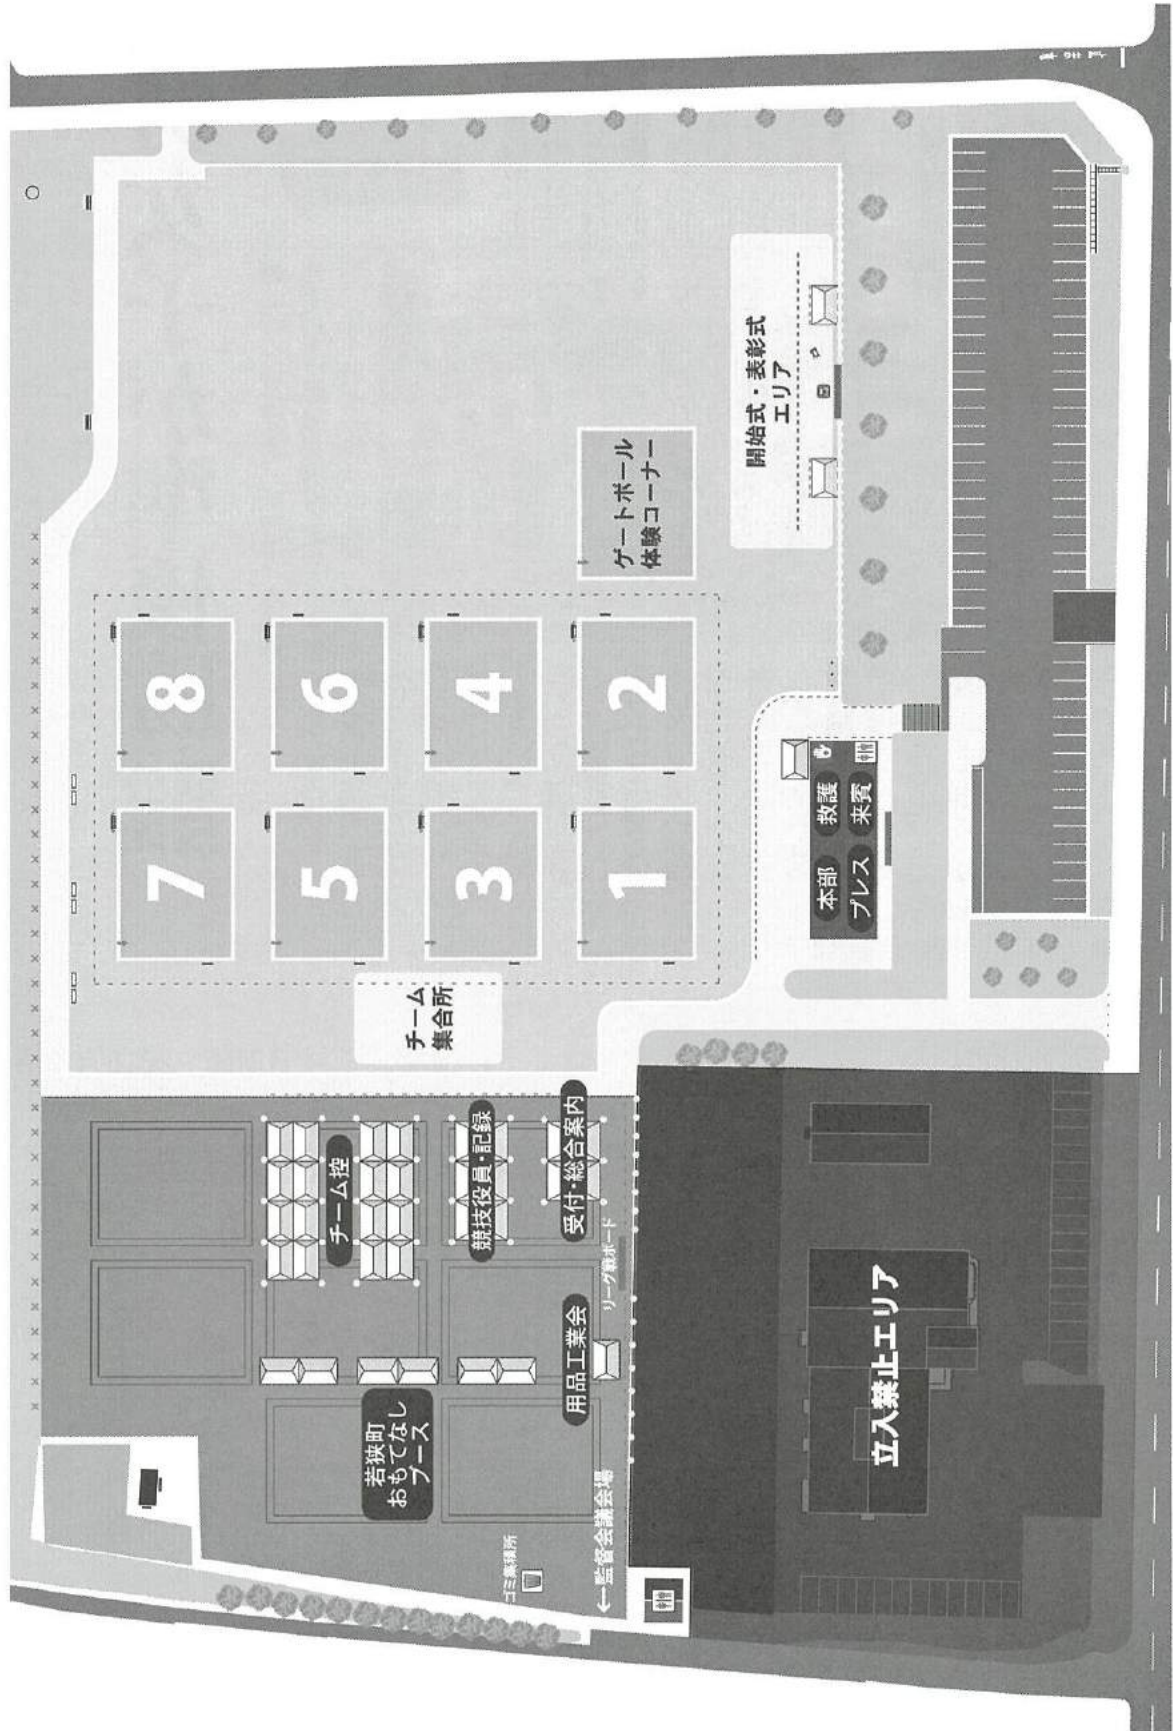 8
6
4
2
7
5
3
1
ゲートボール
体験コーナー
開始式・表彰式
エリア
チーム
集合所
本部
救護
プレス
来賓
チーム控
競技役員・記録
受付・総合案内
リーグ戦ボード
用品工業会
若狭町
おもてなし
ブース
ゴミ集積所
←監督会議会場
立入禁止エリア